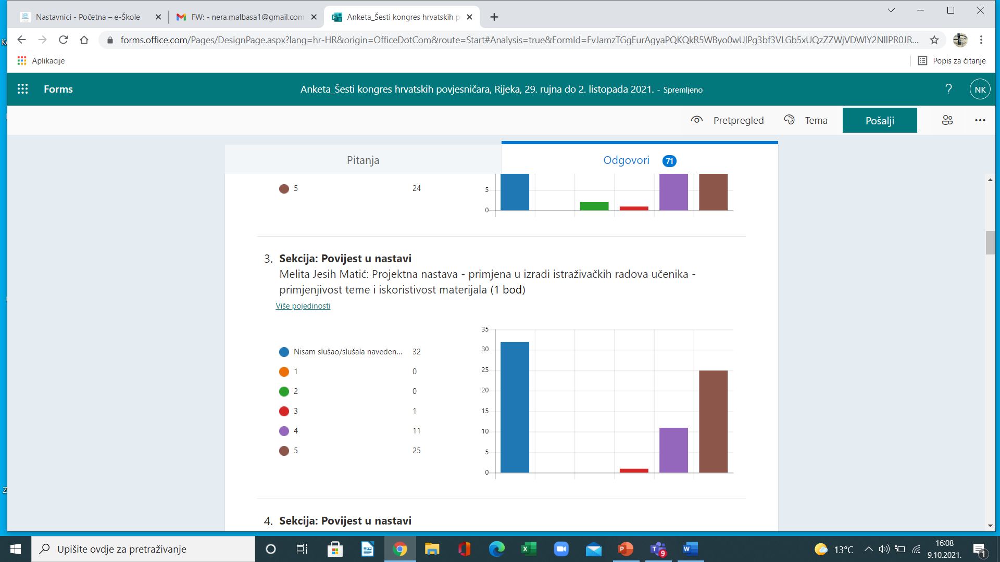 Nastavnici - Početna – e-Škole
FW: - nera.malbasa1@gmail.com
Anketa_Šesti kongres hrvatskih p
forms.office.com/Pages/DesignPage.aspx?lang=hr-HR&origin=OfficeDotCom&route=Start#Analysis=true&FormId=FvJamzTGgEurAgyaPQKQkR5WByo0wUlPg3bf3VLGb5xUQzZZWjVDWlY2NllPR0JR...
Aplikacije
Popis za čitanje
Forms
Anketa_Šesti kongres hrvatskih povjesničara, Rijeka, 29. rujna do 2. listopada 2021. - Spremljeno
?
NK
Pretpregled
Tema
Pošalji
Pitanja
Odgovori 71
5 24
5
0
3. Sekcija: Povijest u nastavi
Melita Jesih Matić: Projektna nastava - primjena u izradi istraživačkih radova učenika -
primjenjivost teme i iskoristivost materijala (1 bod)
Više pojedinosti
Nisam slušao/slušala naveden... 32
1 0
2 0
3 1
4 11
5 25
35
30
25
20
15
10
5
0
4. Sekcija: Povijest u nastavi
Upišite ovdje za pretraživanje
9
13°C
16:08
9.10.2021.
1